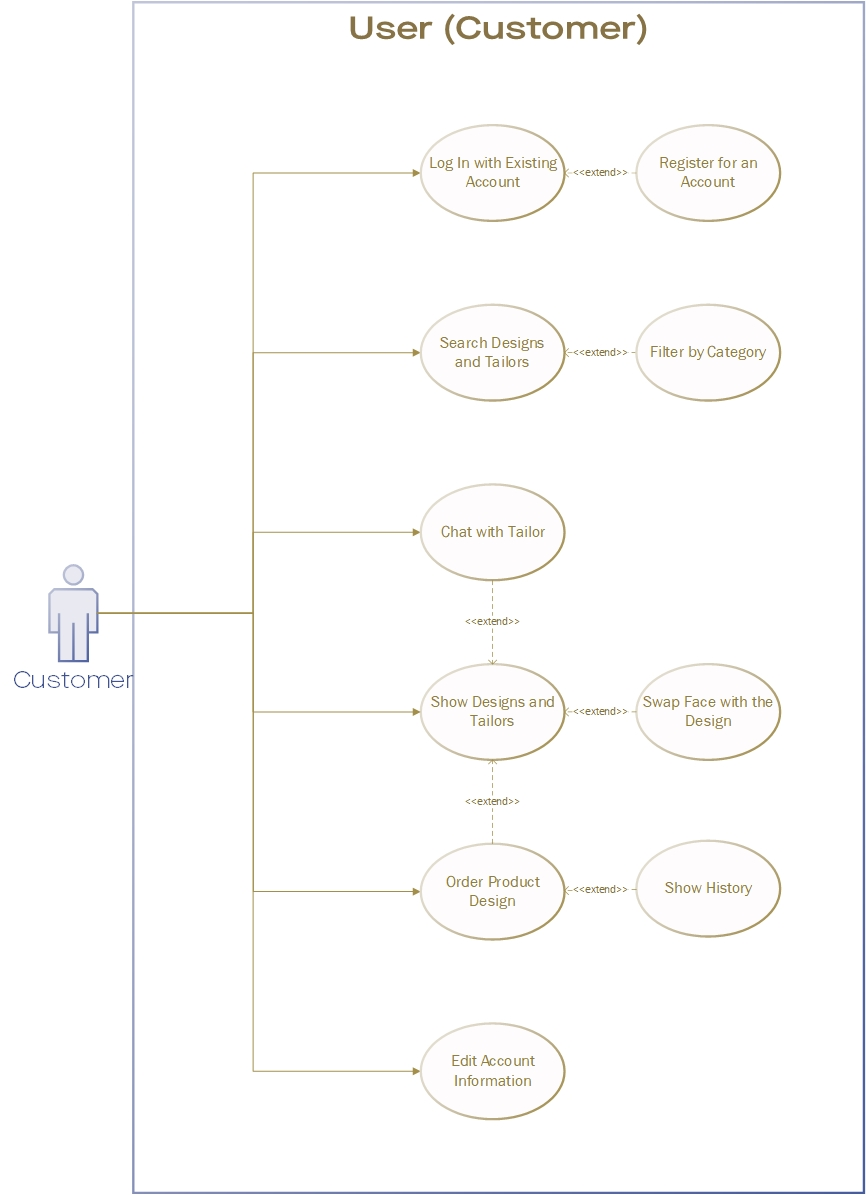 User (Customer)
Log In with Existing
Account
<<extend>>
Register for an
Account
Search Designs
and Tailors
<<extend>>
Filter by Category
Chat with Tailor
<<extend>>
Customer
Show Designs and
Tailors
<<extend>>
Swap Face with the
Design
<<extend>>
Order Product
Design
<<extend>>
Show History
Edit Account
Information